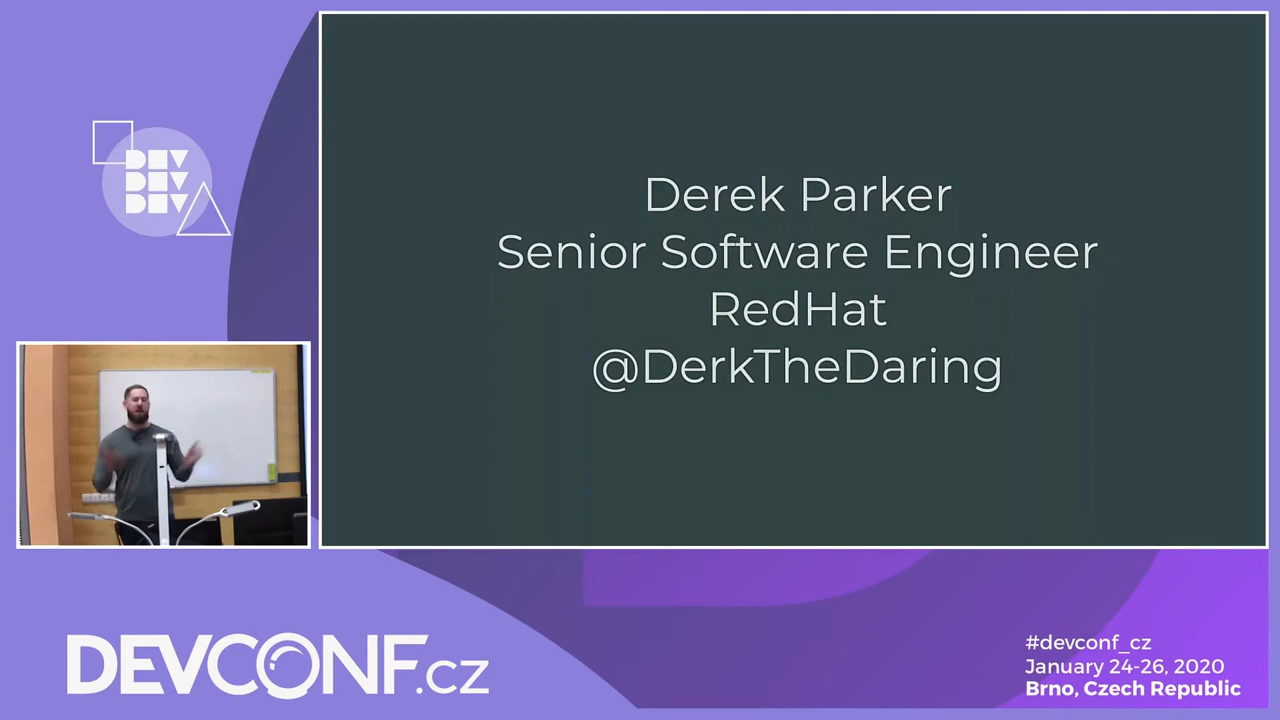 DEV
DEV
DEV
Derek Parker
Senior Software Engineer
RedHat
@DerkTheDaring
DEVCONF.cz
#devconf_cz
January 24-26, 2020
Brno, Czech Republic